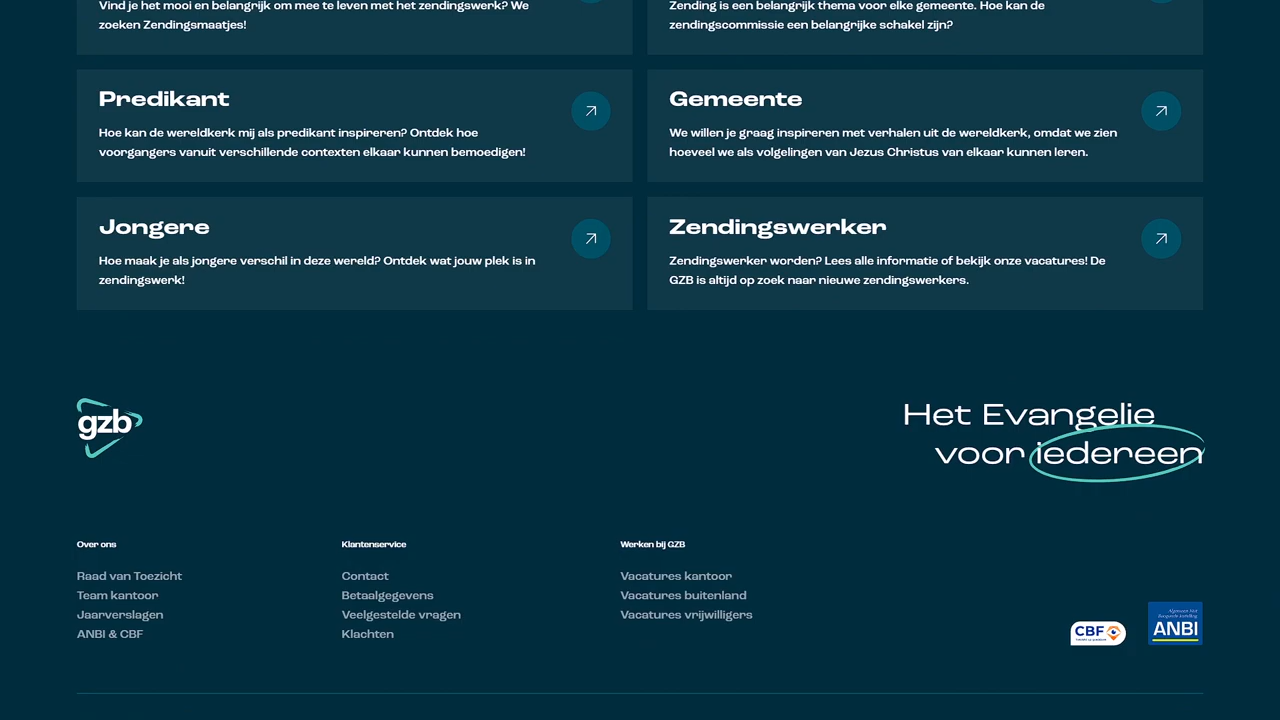 Vind je het mooi en belangrijk om mee te leven met het zendingswerk? We
zoeken Zendingsmaatjes!
Zending is een belangrijk thema voor elke gemeente. Hoe kan de
zendingscommissie een belangrijke schakel zijn?
Predikant
Hoe kan de wereldkerk mij als predikant inspireren? Ontdek hoe
voorgangers vanuit verschillende contexten elkaar kunnen bemoedigen!
Gemeente
We willen je graag inspireren met verhalen uit de wereldkerk, omdat we zien
hoeveel we als volgelingen van Jezus Christus van elkaar kunnen leren.
Jongere
Hoe maak je als jongere verschil in deze wereld? Ontdek wat jouw plek is in
zendingswerk!
Zendingswerker
Zendingswerker worden? Lees alle informatie of bekijk onze vacatures! De
GZB is altijd op zoek naar nieuwe zendingswerkers.
gzb
Het Evangelie
voor iedereen
Over ons
Raad van Toezicht
Team kantoor
Jaarverslagen
ANBI & CBF
Klantenservice
Contact
Betaalgegevens
Veelgestelde vragen
Klachten
Werken bij GZB
Vacatures kantoor
Vacatures buitenland
Vacatures vrijwilligers
CBF
Algemeen Nut
Beogende Instelling
ANBI